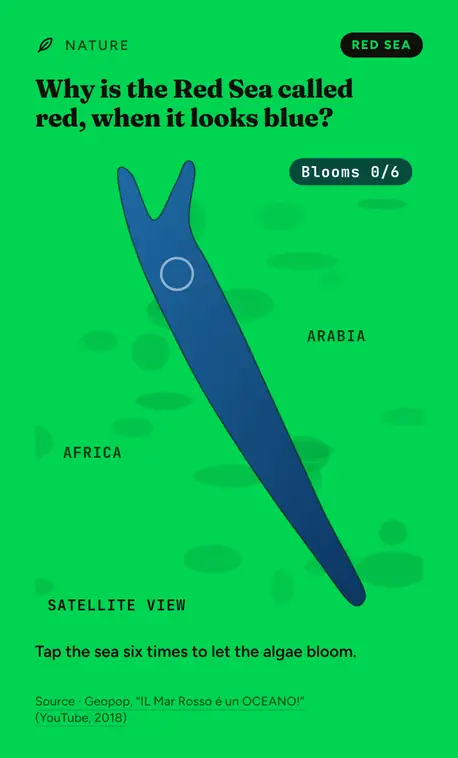 NATURE
RED SEA
Why is the Red Sea called
red, when it looks blue?
Blooms 0/6
ARABIA
AFRICA
SATELLITE VIEW
Tap the sea six times to let the algae bloom.
Source · Geopop, "IL Mar Rosso é un OCEANO!"
(YouTube, 2018)